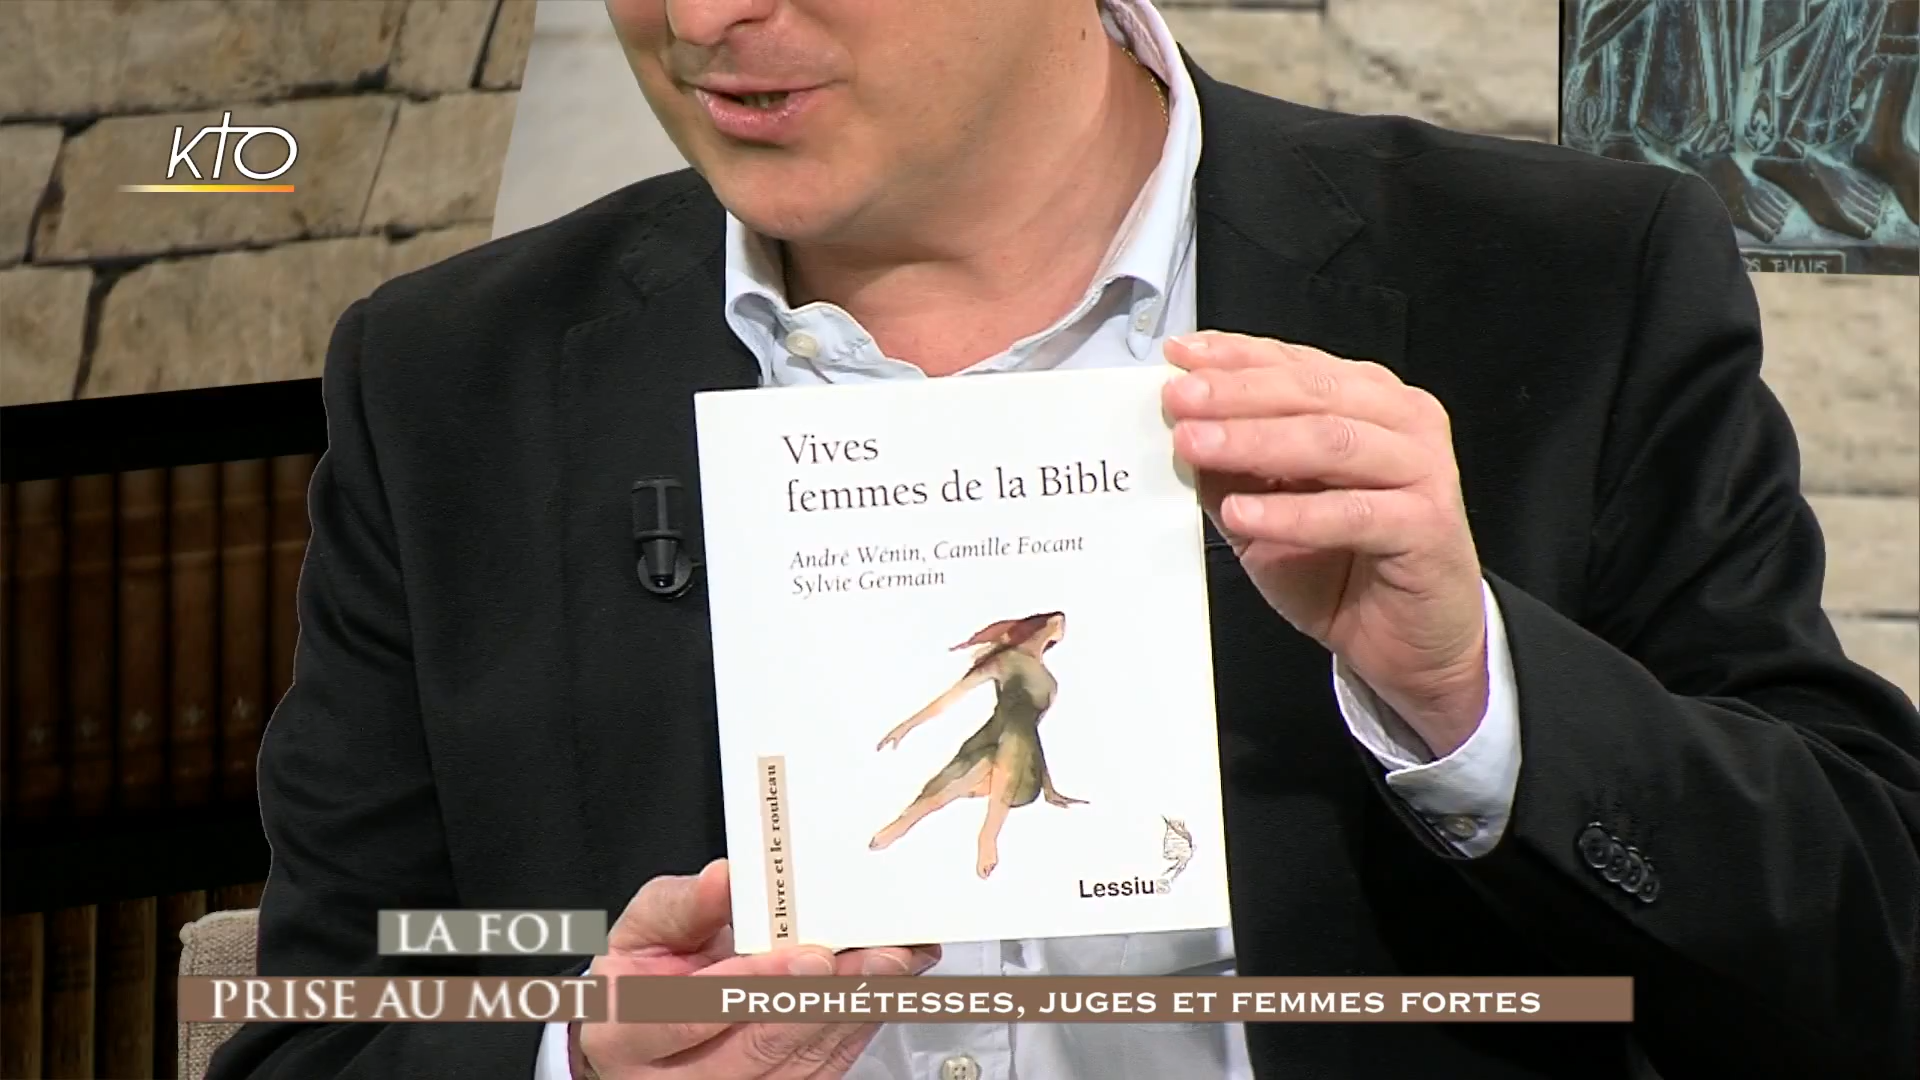 KTO
Vives
femmes de la Bible
André Wénin, Camille Focant
Sylvie Germain
le livre et le rouleau
Lessius
LA FOI
PRISE AU MOT
PROPHÉTESSES, JUGES ET FEMMES FORTES